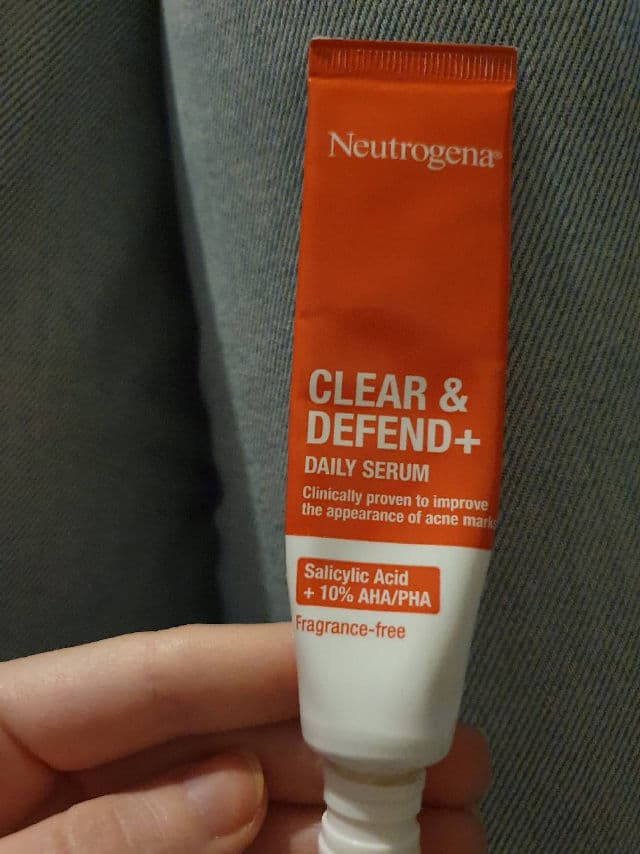 Neutrogena®
CLEAR &
DEFEND+
DAILY SERUM
Clinically proven to improve
the appearance of acne marks
Salicylic Acid
+ 10% AHA/PHA
Fragrance-free